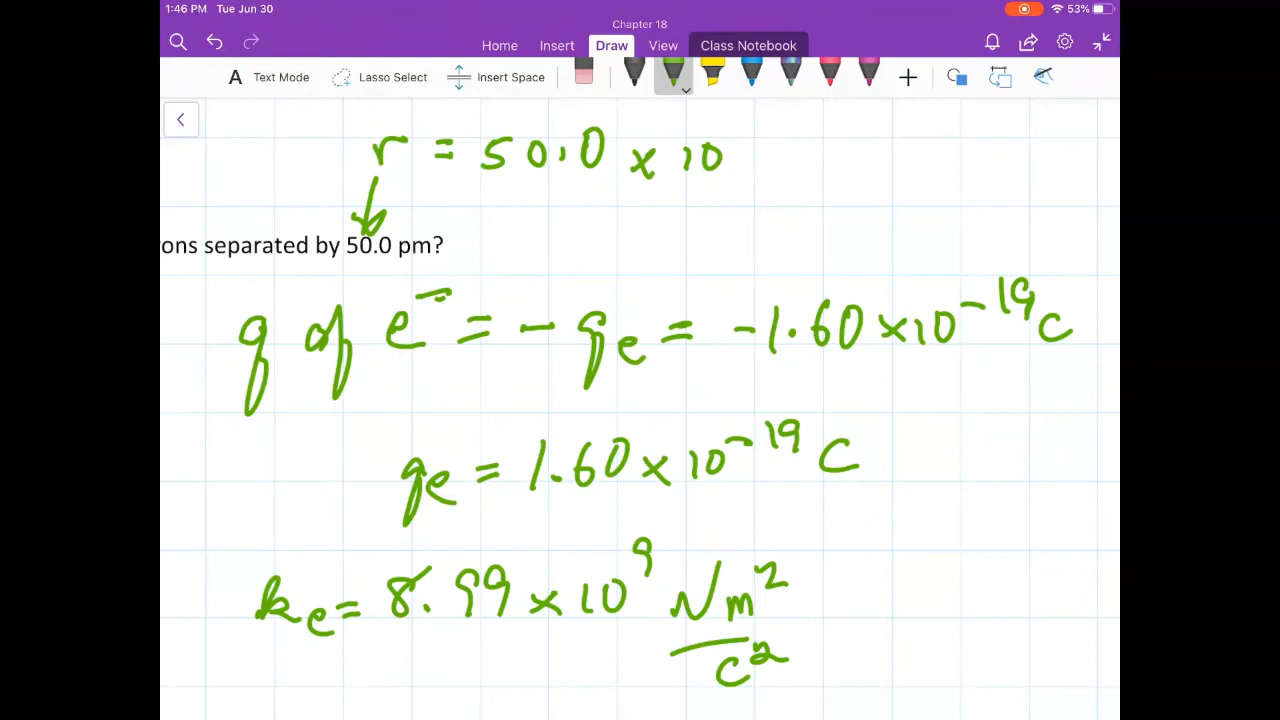 1:46 PM Tue Jun 30
53%
Chapter 18
Home Insert Draw View Class Notebook
A Text Mode Lasso Select Insert Space
r = 50.0 x 10
ons separated by 50.0 pm?
q of e⁻ = - qₑ = -1.60 x 10⁻¹⁹ C
qₑ = 1.60 x 10⁻¹⁹ C
kₑ = 8.99 x 10⁹ Nm²
C²